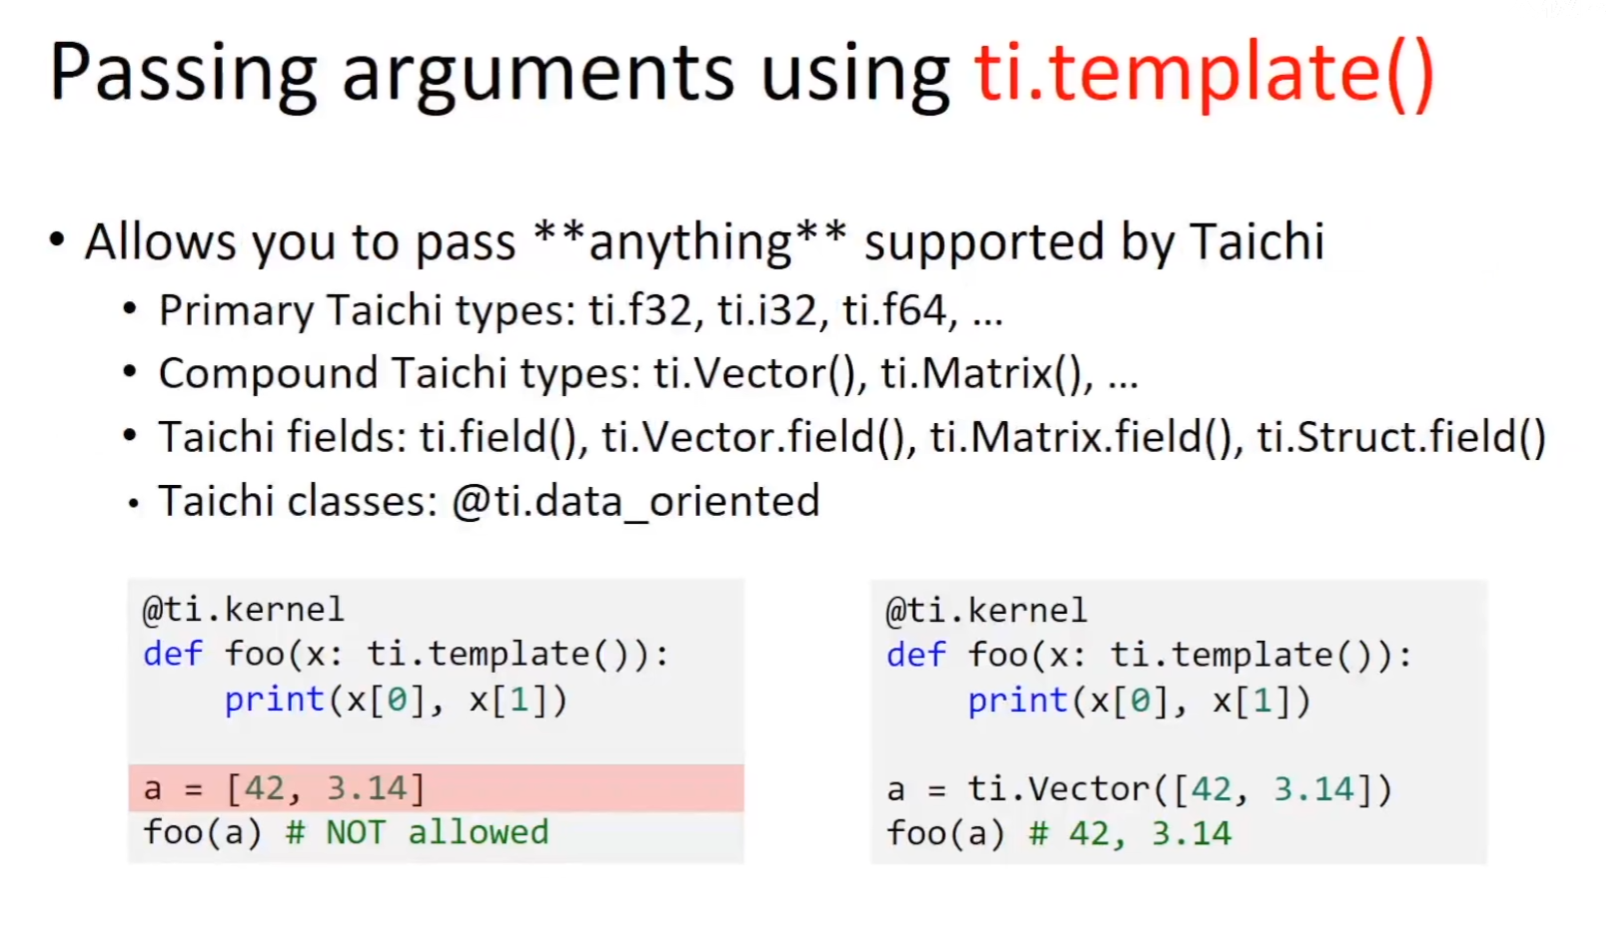 Passing arguments using ti.template()
• Allows you to pass **anything** supported by Taichi
• Primary Taichi types: ti.f32, ti.i32, ti.f64, ...
• Compound Taichi types: ti.Vector(), ti.Matrix(), ...
• Taichi fields: ti.field(), ti.Vector.field(), ti.Matrix.field(), ti.Struct.field()
• Taichi classes: @ti.data_oriented
@ti.kernel
def foo(x: ti.template()):
    print(x[0], x[1])
a = [42, 3.14]
foo(a) # NOT allowed
@ti.kernel
def foo(x: ti.template()):
    print(x[0], x[1])
a = ti.Vector([42, 3.14])
foo(a) # 42, 3.14